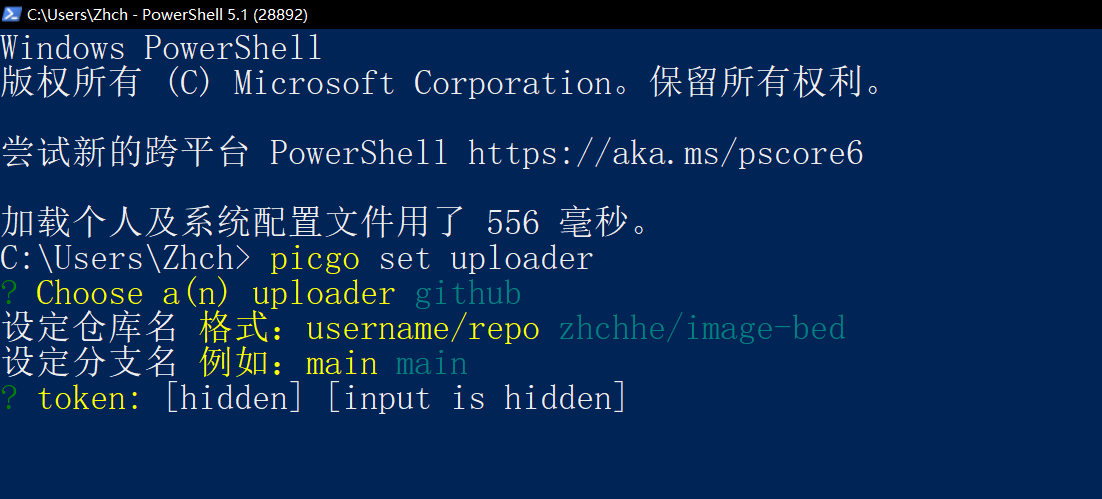 C:\Users\Zhch - PowerShell 5.1 (28892)
Windows PowerShell
版权所有 (C) Microsoft Corporation。保留所有权利。
尝试新的跨平台 PowerShell https://aka.ms/pscore6
加载个人及系统配置文件用了 556 毫秒。
C:\Users\Zhch> picgo set uploader
? Choose a(n) uploader github
设定仓库名 格式：username/repo zhchhe/image-bed
设定分支名 例如：main main
? token: [hidden] [input is hidden]